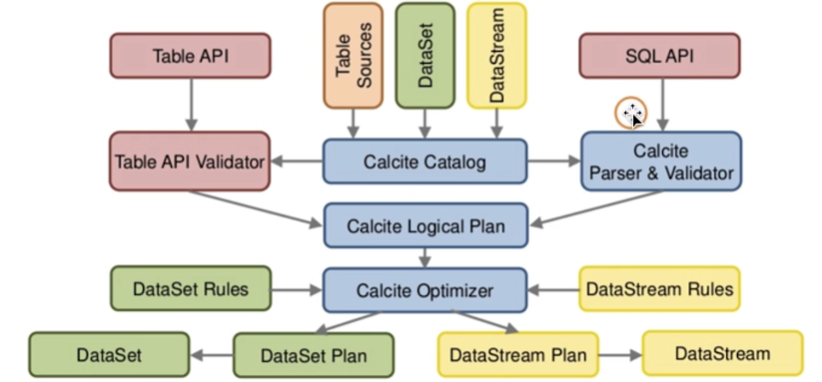 Table API
Table
Sources
DataSet
DataStream
SQL API
Table API Validator
Calcite Catalog
Calcite
Parser & Validator
Calcite Logical Plan
DataSet Rules
Calcite Optimizer
DataStream Rules
DataSet
DataSet Plan
DataStream Plan
DataStream